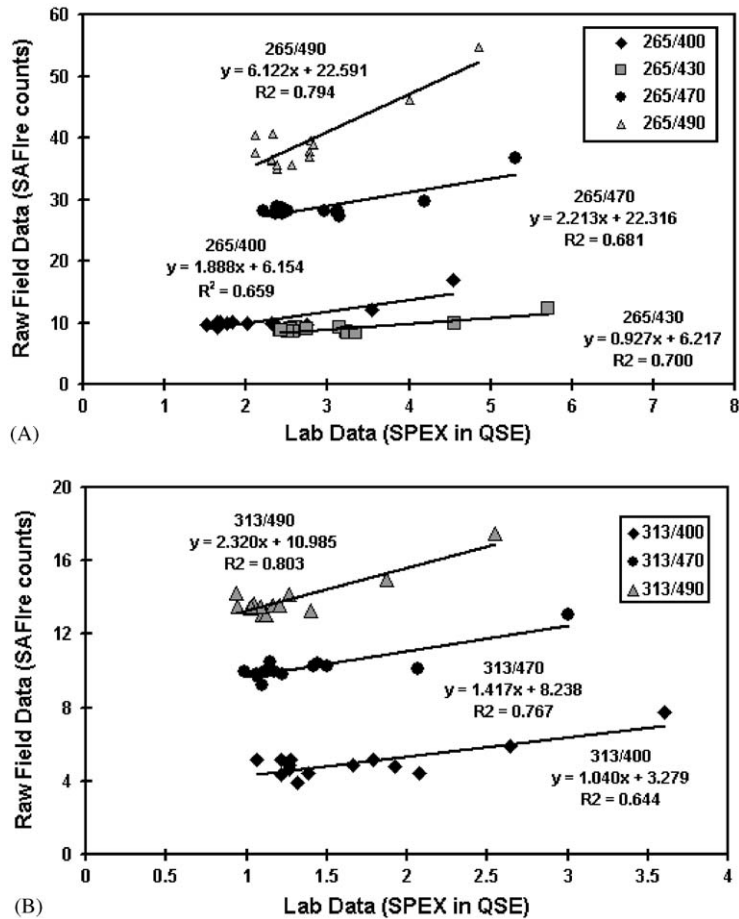 60
50
40
30
20
10
0
Raw Field Data (SAFIre counts)
265/490
y = 6.122x + 22.591
R2 = 0.794
265/400
265/430
265/470
265/490
265/470
y = 2.213x + 22.316
R2 = 0.681
265/400
y = 1.888x + 6.154
R² = 0.659
265/430
y = 0.927x + 6.217
R2 = 0.700
0 1 2 3 4 5 6 7 8
Lab Data (SPEX in QSE)
(A)
20
16
12
8
4
0
Raw Field Data (SAFIre counts)
313/490
y = 2.320x + 10.985
R2 = 0.803
313/400
313/470
313/490
313/470
y = 1.417x + 8.238
R2 = 0.767
313/400
y = 1.040x + 3.279
R2 = 0.644
0 0.5 1 1.5 2 2.5 3 3.5 4
Lab Data (SPEX in QSE)
(B)